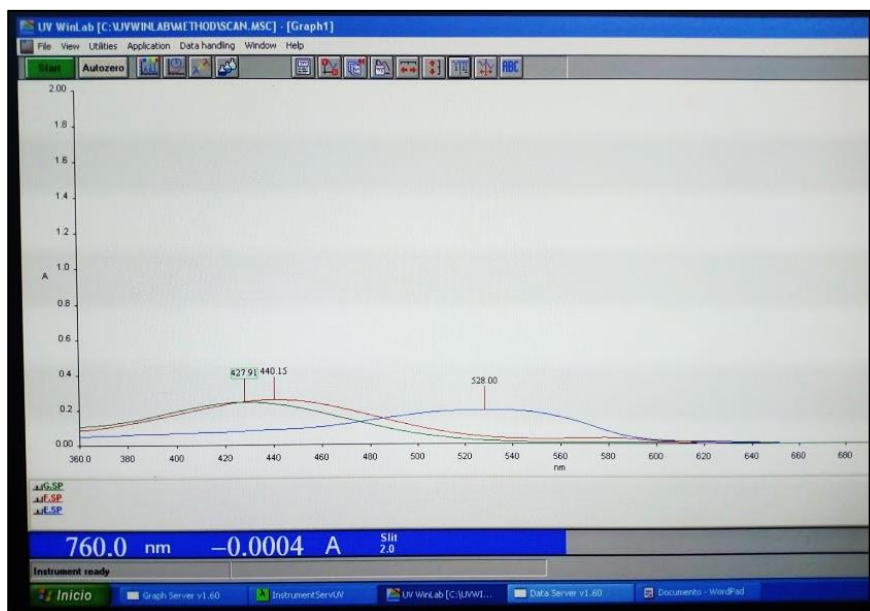 UV WinLab [C:\UVWINLAB\METHOD\SCAN.MSC] - [Graph1]
File View Utilities Application Data handling Window Help
Start Autozero ABC
2.00
1.8
1.6
1.4
1.2
1.0
A
0.8
0.6
0.4
0.2
0.00
427.91 440.15 528.00
360.0 380 400 420 440 460 480 500 520 540 560 580 600 620 640 660 680
nm
G.SP
F.SP
E.SP
760.0 nm -0.0004 A Slit
2.0
Instrument ready
Inicio Graph Server v1.60 InstrumentServUV UV WinLab [C:\UVWI... Data Server v1.60 Documento - WordPad